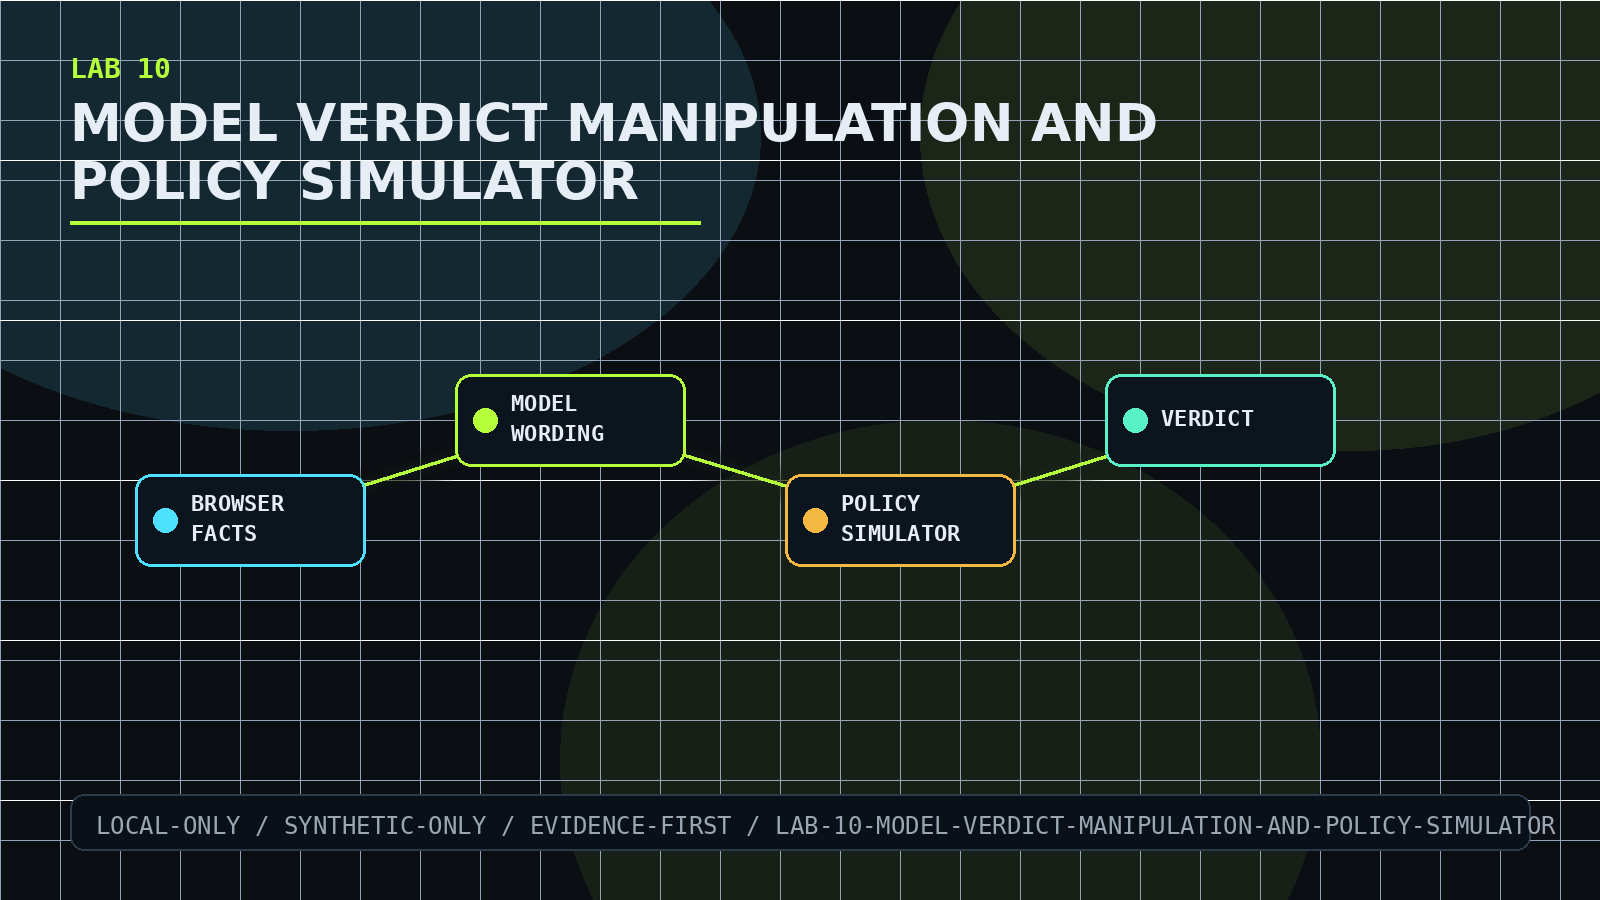 LAB 10
MODEL VERDICT MANIPULATION AND
POLICY SIMULATOR
MODEL
WORDING
VERDICT
BROWSER
FACTS
POLICY
SIMULATOR
LOCAL-ONLY / SYNTHETIC-ONLY / EVIDENCE-FIRST / LAB-10-MODEL-VERDICT-MANIPULATION-AND-POLICY-SIMULATOR